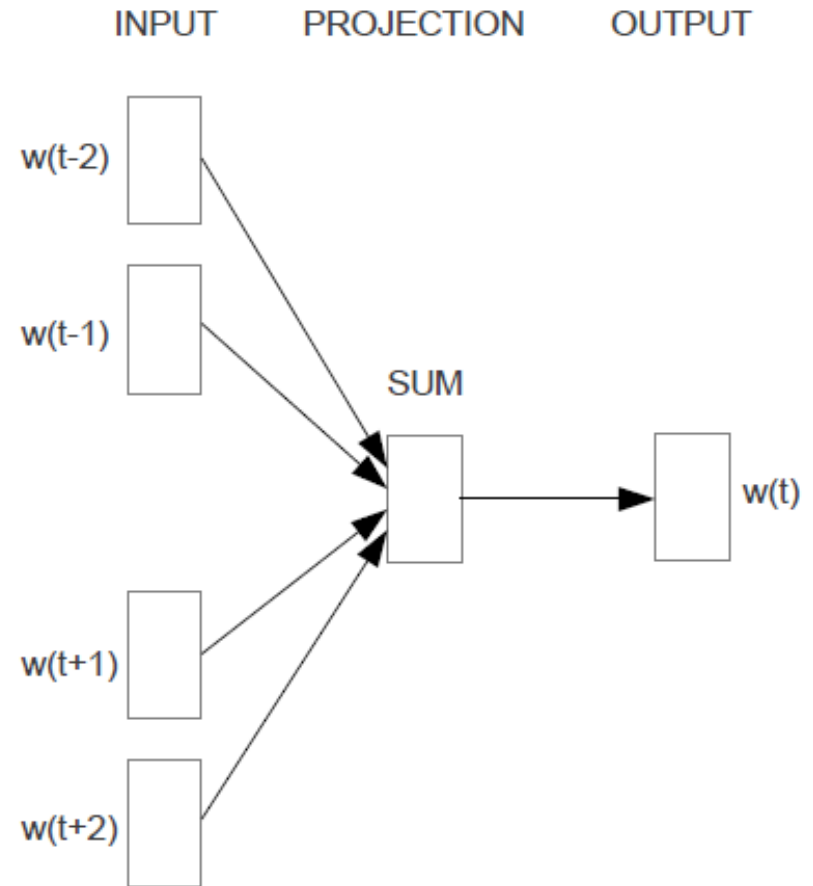 INPUT PROJECTION OUTPUT
w(t-2)
w(t-1)
SUM
w(t)
w(t+1)
w(t+2)